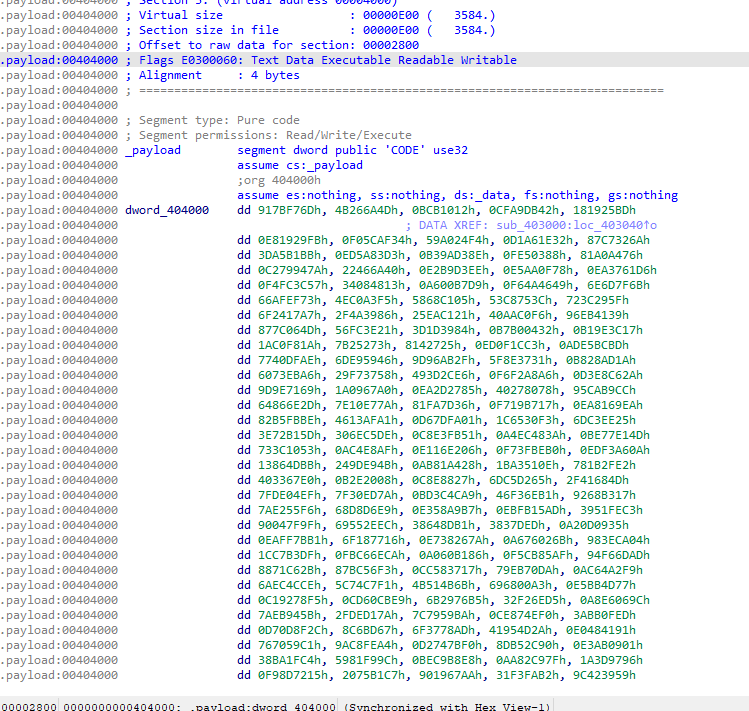 .payload:00404000 ; Section 5. (virtual address 00004000)
.payload:00404000 ; Virtual size : 00000E00 ( 3584.)
.payload:00404000 ; Section size in file : 00000E00 ( 3584.)
.payload:00404000 ; Offset to raw data for section: 00002800
.payload:00404000 ; Flags E0300060: Text Data Executable Readable Writable
.payload:00404000 ; Alignment : 4 bytes
.payload:00404000 ; ===========================================================================
.payload:00404000
.payload:00404000 ; Segment type: Pure code
.payload:00404000 ; Segment permissions: Read/Write/Execute
.payload:00404000 _payload segment dword public 'CODE' use32
.payload:00404000 assume cs:_payload
.payload:00404000 ;org 404000h
.payload:00404000 assume es:nothing, ss:nothing, ds:_data, fs:nothing, gs:nothing
.payload:00404000 dword_404000 dd 917BF76Dh, 4B266A4Dh, 0BCB1012h, 0CFA9DB42h, 181925BDh
.payload:00404000 ; DATA XREF: sub_403000:loc_403040↑o
.payload:00404000 dd 0E81929FBh, 0F05CAF34h, 59A024F4h, 0D1A61E32h, 87C7326Ah
.payload:00404000 dd 3DA5B1BBh, 0ED5A83D3h, 0B39AD38Eh, 0FE50388h, 81A0A476h
.payload:00404000 dd 0C279947Ah, 22466A40h, 0E2B9D3EEh, 0E5AA0F78h, 0EA3761D6h
.payload:00404000 dd 0F4FC3C57h, 34084813h, 0A600B7D9h, 0F64A4649h, 6E6D7F6Bh
.payload:00404000 dd 66AFEF73h, 4EC0A3F5h, 5868C105h, 53C8753Ch, 723C295Fh
.payload:00404000 dd 6F2417A7h, 2F4A3986h, 25EAC121h, 40AAC0F6h, 96EB4139h
.payload:00404000 dd 877C064Dh, 56FC3E21h, 3D1D3984h, 0B7B00432h, 0B19E3C17h
.payload:00404000 dd 1AC0F81Ah, 7B25273h, 8142725h, 0ED0F1CC3h, 0ADE5BCBDh
.payload:00404000 dd 7740DFAEh, 6DE95946h, 9D96AB2Fh, 5F8E3731h, 0B828AD1Ah
.payload:00404000 dd 6073EBA6h, 29F73758h, 493D2CE6h, 0F6F2A8A6h, 0D3E8C62Ah
.payload:00404000 dd 9D9E7169h, 1A0967A0h, 0EA2D2785h, 40278078h, 95CAB9CCh
.payload:00404000 dd 64866E2Dh, 7E10E77Ah, 81FA7D36h, 0F719B717h, 0EA8169EAh
.payload:00404000 dd 82B5FBBEh, 4613AFA1h, 0D67DFA01h, 1C6530F3h, 6DC3EE25h
.payload:00404000 dd 3E72B15Dh, 306EC5DEh, 0C8E3FB51h, 0A4EC483Ah, 0BE77E14Dh
.payload:00404000 dd 733C1053h, 0AC4E8AFh, 0E116E206h, 0F73FBEB0h, 0EDF3A60Ah
.payload:00404000 dd 13864DBBh, 249DE94Bh, 0AB81A428h, 1BA3510Eh, 781B2FE2h
.payload:00404000 dd 403367E0h, 0B2E2008h, 0C8E8827h, 6DC5D265h, 2F41684Dh
.payload:00404000 dd 7FDE04EFh, 7F30ED7Ah, 0BD3C4CA9h, 46F36EB1h, 9268B317h
.payload:00404000 dd 7AE255F6h, 68D8D6E9h, 0E358A9B7h, 0EBFB15ADh, 3951FEC3h
.payload:00404000 dd 90047F9Fh, 69552EECh, 38648DB1h, 3837DEDh, 0A20D0935h
.payload:00404000 dd 0EAFF7BB1h, 6F187716h, 0E738267Ah, 0A676026Bh, 983ECA04h
.payload:00404000 dd 1CC7B3DFh, 0FBC66ECAh, 0A060B186h, 0F5CB85AFh, 94F66DADh
.payload:00404000 dd 8871C62Bh, 87BC56F3h, 0CC583717h, 79EB70DAh, 0AC64A2F9h
.payload:00404000 dd 6AEC4CCEh, 5C74C7F1h, 4B514B6Bh, 696800A3h, 0E5BB4D77h
.payload:00404000 dd 0C19278F5h, 0CD60CBE9h, 6B2976B5h, 32F26ED5h, 0A8E6069Ch
.payload:00404000 dd 7AEB945Bh, 2FDED17Ah, 7C7959BAh, 0CE874EF0h, 3ABB0FEDh
.payload:00404000 dd 0D70D8F2Ch, 8C6BD67h, 6F3778ADh, 41954D2Ah, 0E0484191h
.payload:00404000 dd 767059C1h, 9AC8FEA4h, 0D2747BF0h, 8DB52C90h, 0E3AB0901h
.payload:00404000 dd 38BA1FC4h, 5981F99Ch, 0BEC9B8E8h, 0AA82C97Fh, 1A3D9796h
.payload:00404000 dd 0F98D7215h, 2075B1C7h, 901967AAh, 31F3FAB2h, 9C423959h
00002800 0000000000404000: .payload:dword_404000 (Synchronized with Hex View-1)